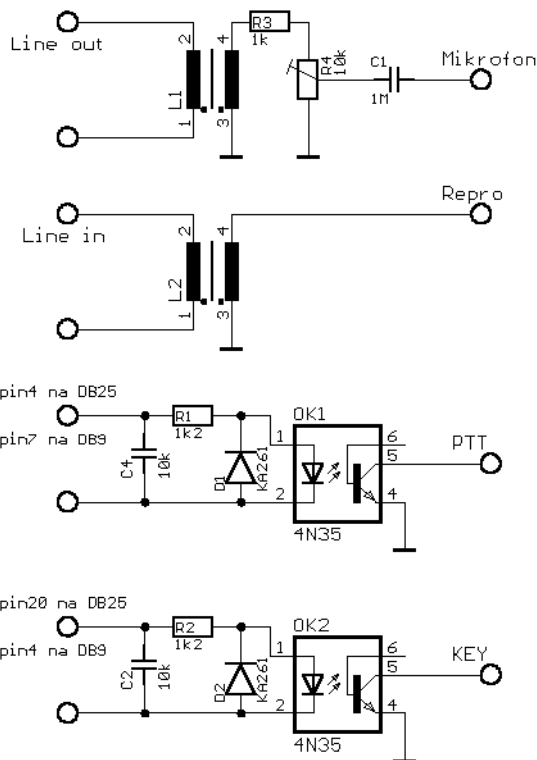 Line out
2
4
R3
1k
R4
10k
C1
1M
Mikrofon
L1
1
3
Line in
2
4
Repro
L2
1
3
pin4 na DB25
pin7 na DB9
R1
1k2
C4
10k
D1
KA261
OK1
1
2
6
5
4
4N35
PTT
pin20 na DB25
pin4 na DB9
R2
1k2
C2
10k
D2
KA261
OK2
1
2
6
5
4
4N35
KEY